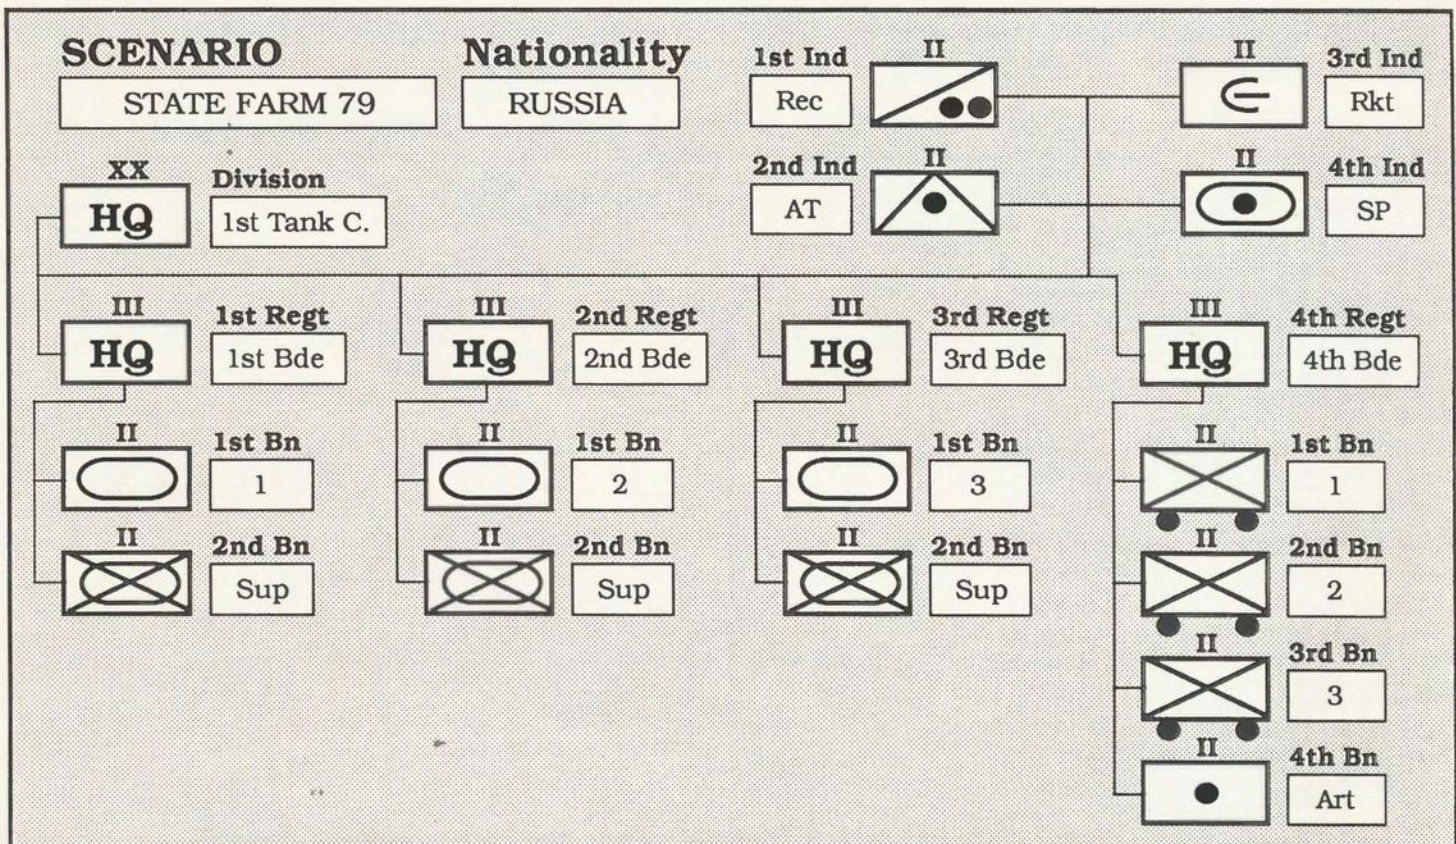 SCENARIO
Nationality
STATE FARM 79
RUSSIA
1st Ind
Rec
II
II
3rd Ind
Rkt
2nd Ind
AT
II
II
4th Ind
SP
XX
HQ
Division
1st Tank C.
III
HQ
1st Regt
1st Bde
III
HQ
2nd Regt
2nd Bde
III
HQ
3rd Regt
3rd Bde
III
HQ
4th Regt
4th Bde
II
1st Bn
1
II
1st Bn
2
II
1st Bn
3
II
1st Bn
1
II
2nd Bn
Sup
II
2nd Bn
Sup
II
2nd Bn
Sup
II
2nd Bn
2
II
3rd Bn
3
II
4th Bn
Art